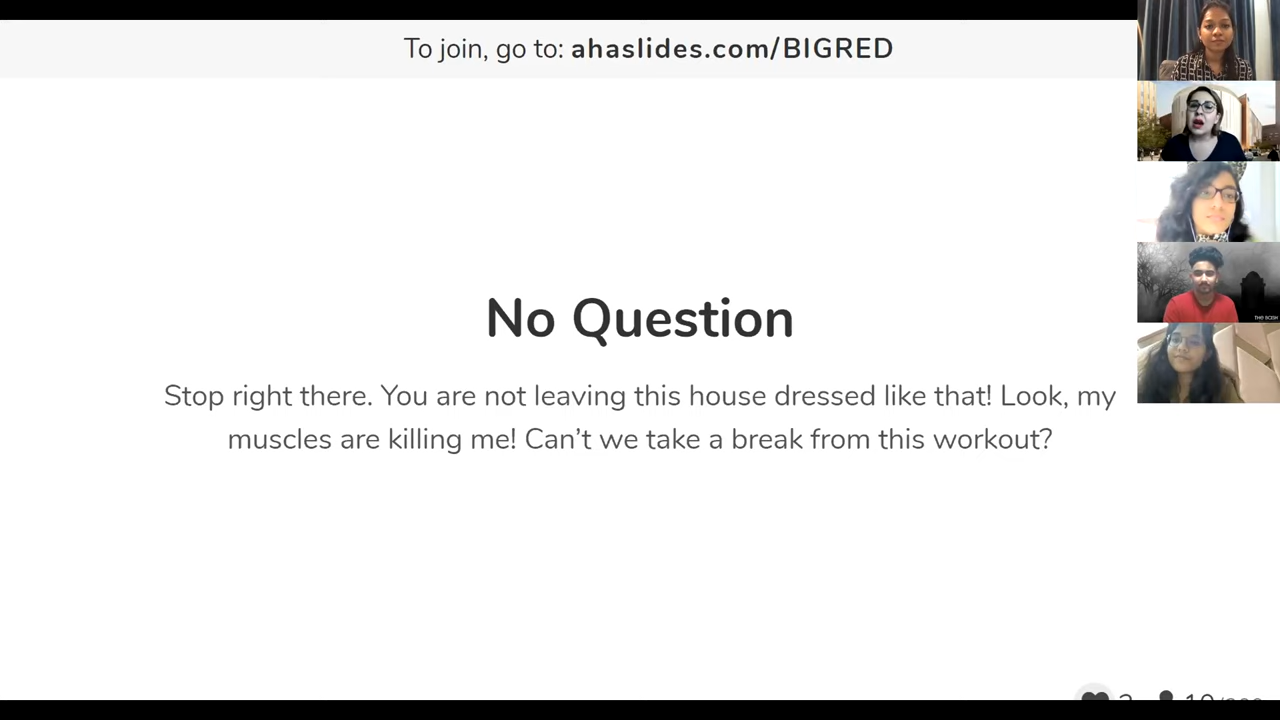 To join, go to: ahaslides.com/BIGRED
No Question
Stop right there. You are not leaving this house dressed like that! Look, my
muscles are killing me! Can’t we take a break from this workout?